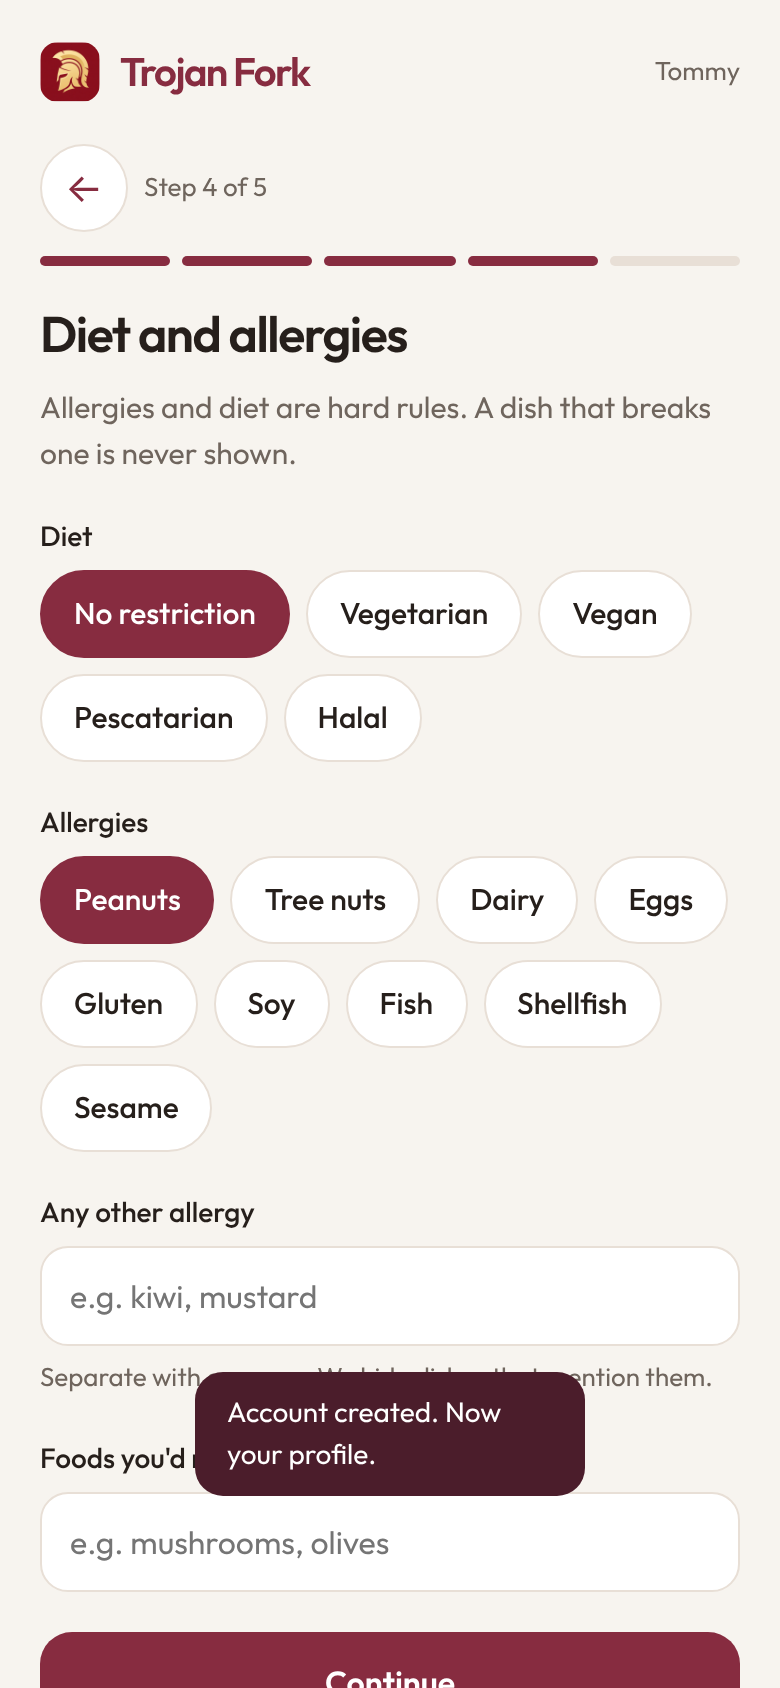 Trojan Fork
Tommy
Step 4 of 5
Diet and allergies
Allergies and diet are hard rules. A dish that breaks
one is never shown.
Diet
No restriction
Vegetarian
Vegan
Pescatarian
Halal
Allergies
Peanuts
Tree nuts
Dairy
Eggs
Gluten
Soy
Fish
Shellfish
Sesame
Any other allergy
e.g. kiwi, mustard
Separate with them.
Account created. Now
your profile.
Foods you'd
e.g. mushrooms, olives
Continue